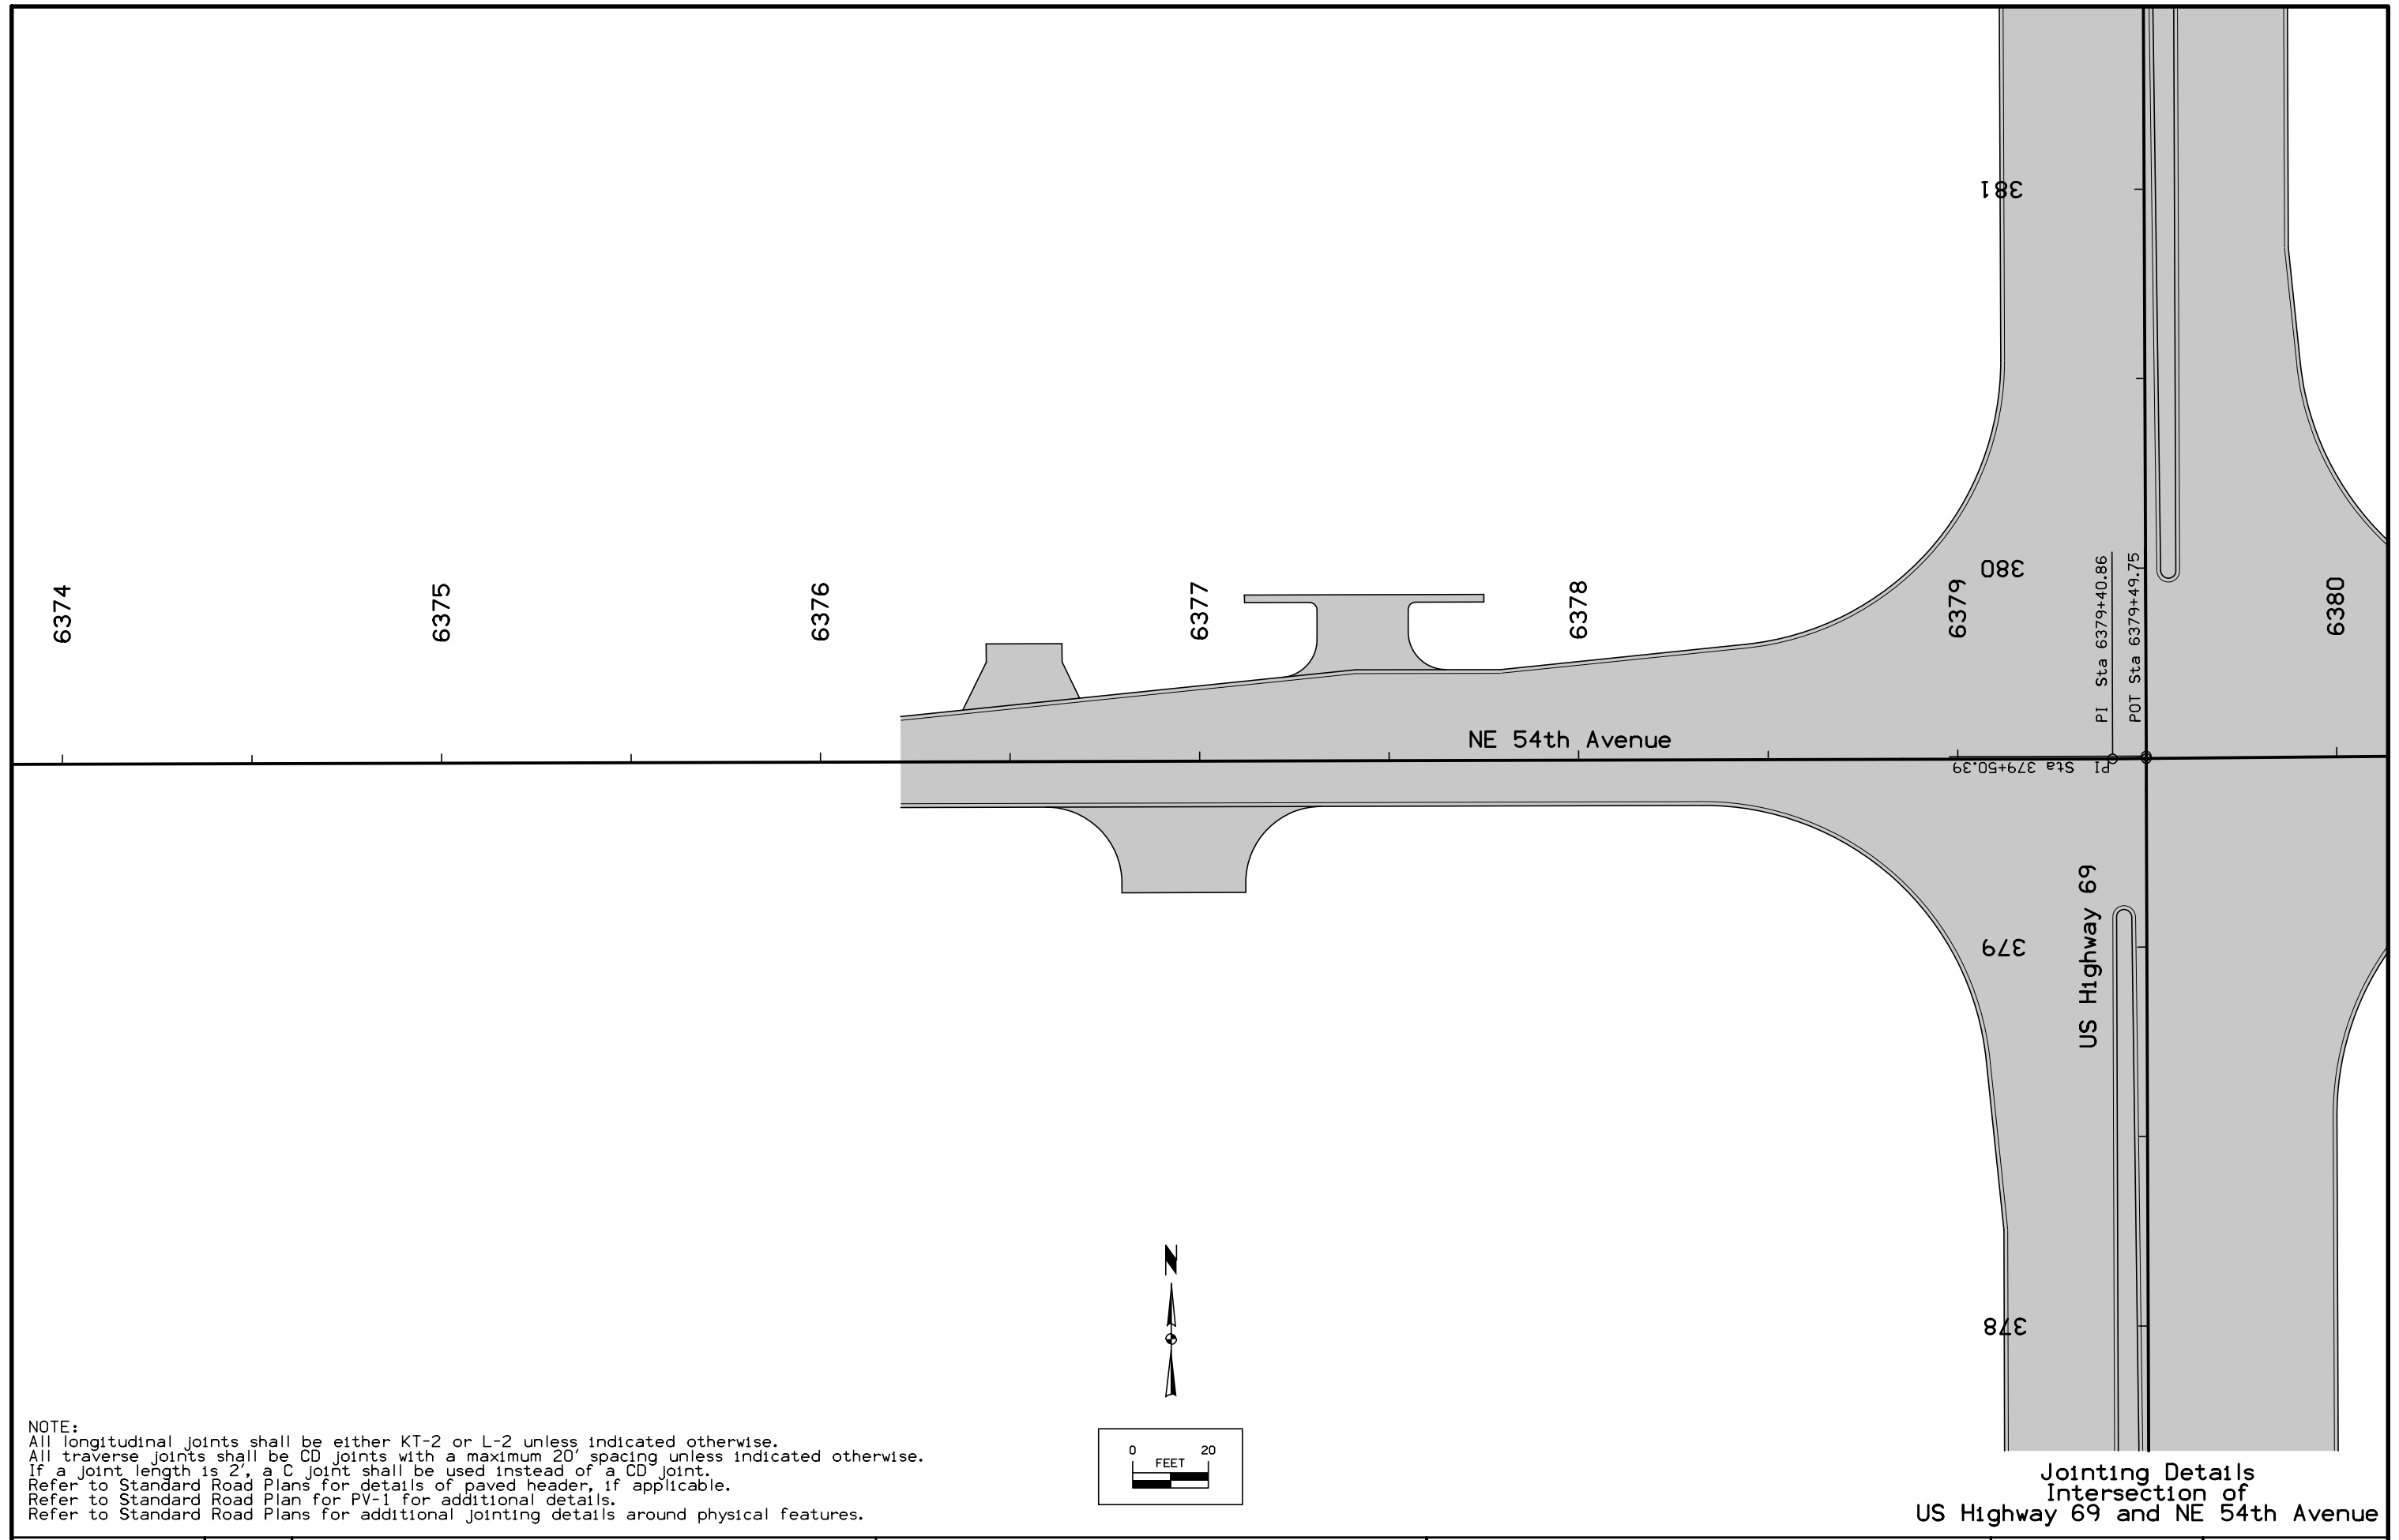 381
380
6374
6375
6376
6377
6378
6379
6380
PI Sta 6379+40.86
POT Sta 6379+49.75
NE 54th Avenue
PI Sta 379+50.39
US Highway 69
379
378
N
0 20
FEET
NOTE:
All longitudinal joints shall be either KT-2 or L-2 unless indicated otherwise.
All traverse joints shall be CD joints with a maximum 20' spacing unless indicated otherwise.
If a joint length is 2', a C joint shall be used instead of a CD joint.
Refer to Standard Road Plans for details of paved header, if applicable.
Refer to Standard Road Plan for PV-1 for additional details.
Refer to Standard Road Plans for additional jointing details around physical features.
Jointing Details
Intersection of
US Highway 69 and NE 54th Avenue